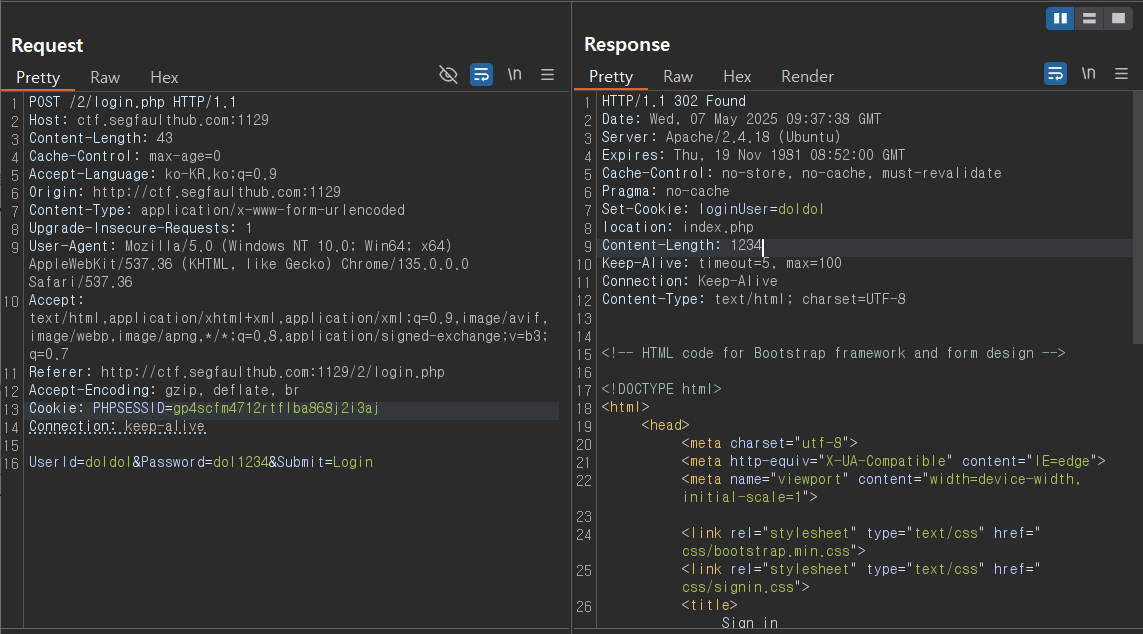 Request
Pretty Raw Hex
\n
1 POST /2/login.php HTTP/1.1
2 Host: ctf.segfaulthub.com:1129
3 Content-Length: 43
4 Cache-Control: max-age=0
5 Accept-Language: ko-KR,ko;q=0.9
6 Origin: http://ctf.segfaulthub.com:1129
7 Content-Type: application/x-www-form-urlencoded
8 Upgrade-Insecure-Requests: 1
9 User-Agent: Mozilla/5.0 (Windows NT 10.0; Win64; x64)
AppleWebKit/537.36 (KHTML, like Gecko) Chrome/135.0.0.0
Safari/537.36
10 Accept:
text/html,application/xhtml+xml,application/xml;q=0.9,image/avif,
image/webp,image/apng,*/*;q=0.8,application/signed-exchange;v=b3;
q=0.7
11 Referer: http://ctf.segfaulthub.com:1129/2/login.php
12 Accept-Encoding: gzip, deflate, br
13 Cookie: PHPSESSID=gp4scfm4712rtflba868j2i3aj
14 Connection: keep-alive
15
16 UserId=doldol&Password=dol1234&Submit=Login
Response
Pretty Raw Hex Render
\n
1 HTTP/1.1 302 Found
2 Date: Wed, 07 May 2025 09:37:38 GMT
3 Server: Apache/2.4.18 (Ubuntu)
4 Expires: Thu, 19 Nov 1981 08:52:00 GMT
5 Cache-Control: no-store, no-cache, must-revalidate
6 Pragma: no-cache
7 Set-Cookie: loginUser=doldol
8 location: index.php
9 Content-Length: 1234
10 Keep-Alive: timeout=5, max=100
11 Connection: Keep-Alive
12 Content-Type: text/html; charset=UTF-8
13
14
15 <!-- HTML code for Bootstrap framework and form design -->
16
17 <!DOCTYPE html>
18 <html>
19 <head>
20 <meta charset="utf-8">
21 <meta http-equiv="X-UA-Compatible" content="IE=edge">
22 <meta name="viewport" content="width=device-width,
initial-scale=1">
23
24 <link rel="stylesheet" type="text/css" href="
css/bootstrap.min.css">
25 <link rel="stylesheet" type="text/css" href="
css/signin.css">
26 <title>
Sign in